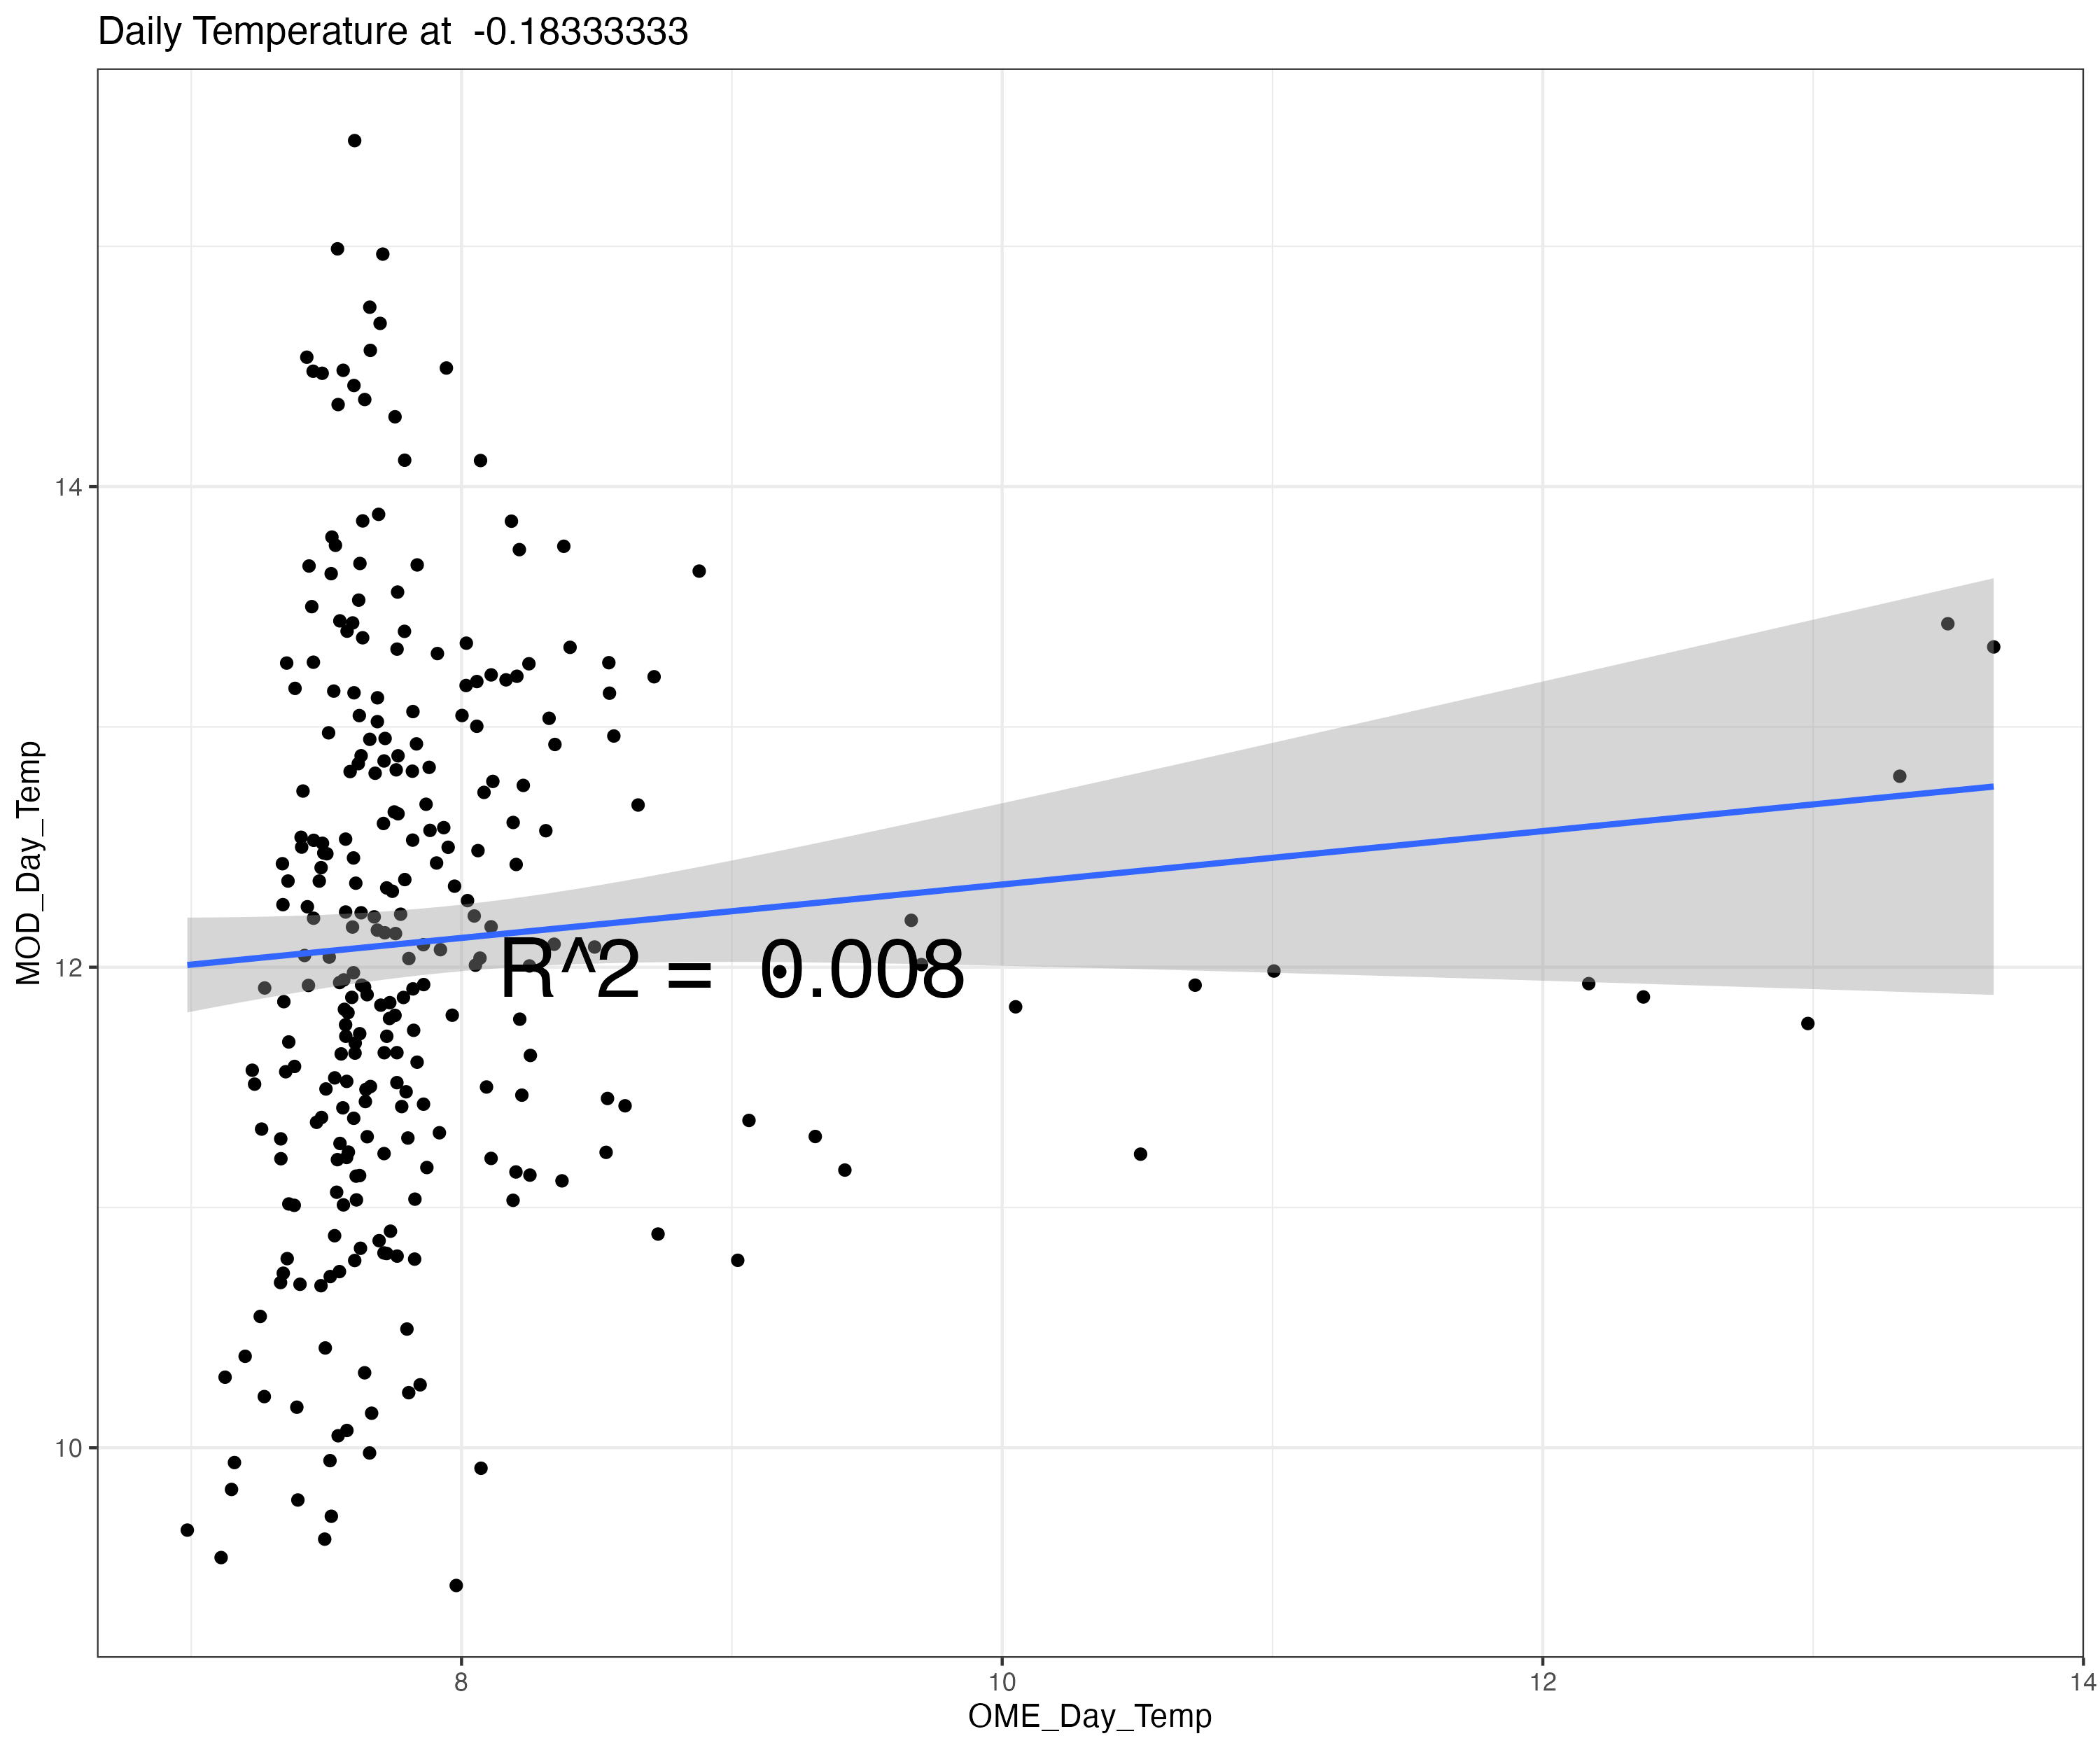 Daily Temperature at  -0.18333333
14
12
10
MOD_Day_Temp
R^2 =  0.008
8
10
12
14
OME_Day_Temp